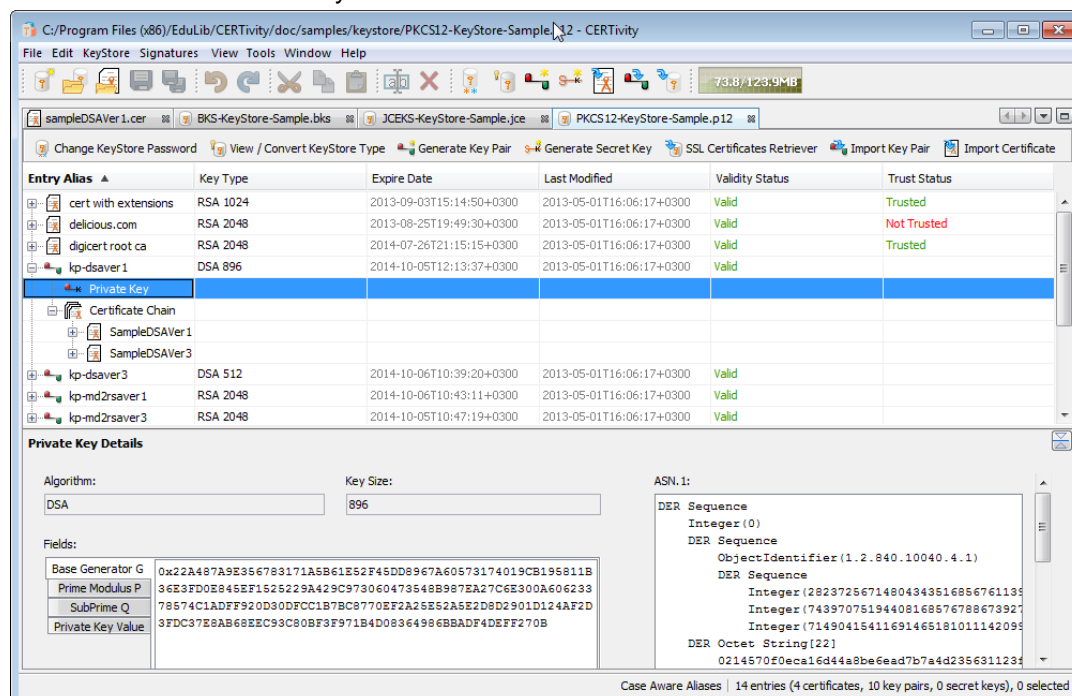 C:/Program Files (x86)/EduLib/CERTivity/doc/samples/keystore/PKCS12-KeyStore-Sample.p12 - CERTivity
File Edit KeyStore Signatures View Tools Window Help
73.8/123.9MB
sampleDSAVer1.cer BKS-KeyStore-Sample.bks JCEKS-KeyStore-Sample.jce PKCS12-KeyStore-Sample.p12
Change KeyStore Password View / Convert KeyStore Type Generate Key Pair Generate Secret Key SSL Certificates Retriever Import Key Pair Import Certificate
Entry Alias Key Type Expire Date Last Modified Validity Status Trust Status
cert with extensions RSA 1024 2013-09-03T15:14:50+0300 2013-05-01T16:06:17+0300 Valid Trusted
delicious.com RSA 2048 2013-08-25T19:49:30+0300 2013-05-01T16:06:17+0300 Valid Not Trusted
digicert root ca RSA 2048 2014-07-26T21:15:15+0300 2013-05-01T16:06:17+0300 Valid Trusted
kp-dsaver1 DSA 896 2014-10-05T12:13:37+0300 2013-05-01T16:06:17+0300 Valid
Private Key
Certificate Chain
SampleDSAVer1
SampleDSAVer3
kp-dsaver3 DSA 512 2014-10-06T10:39:20+0300 2013-05-01T16:06:17+0300 Valid
kp-md2rsaver1 RSA 2048 2014-10-06T10:43:11+0300 2013-05-01T16:06:17+0300 Valid
kp-md2rsaver3 RSA 2048 2014-10-05T10:47:19+0300 2013-05-01T16:06:17+0300 Valid
Private Key Details
Algorithm: Key Size: ASN.1:
DSA 896
Fields:
Base Generator G
Prime Modulus P
SubPrime Q
Private Key Value
0x22A487A9E356783171A5B61E52F45DD8967A60573174019CB195811B
36E3FD0E845EF1525229A429C973060473548B997EA27C6E300A606233
78574C1ADFF920D30DFCC1B7BC8770EF2A25E52A5E2D8D2901D124AF2D
3FDC37E8AB68EEC93C80BF3F971B4D08364986BBADF4DEFF270B
DER Sequence
Integer(0)
DER Sequence
ObjectIdentifier(1.2.840.10040.4.1)
DER Sequence
Integer(28237256714804343516856761139
Integer(74397075194408168576788673927
Integer(71490415411691465181011142099
DER Octet String[22]
0214570f0eca16d44a8be6ead7b7a4d235631123f
Case Aware Aliases 14 entries (4 certificates, 10 key pairs, 0 secret keys), 0 selected